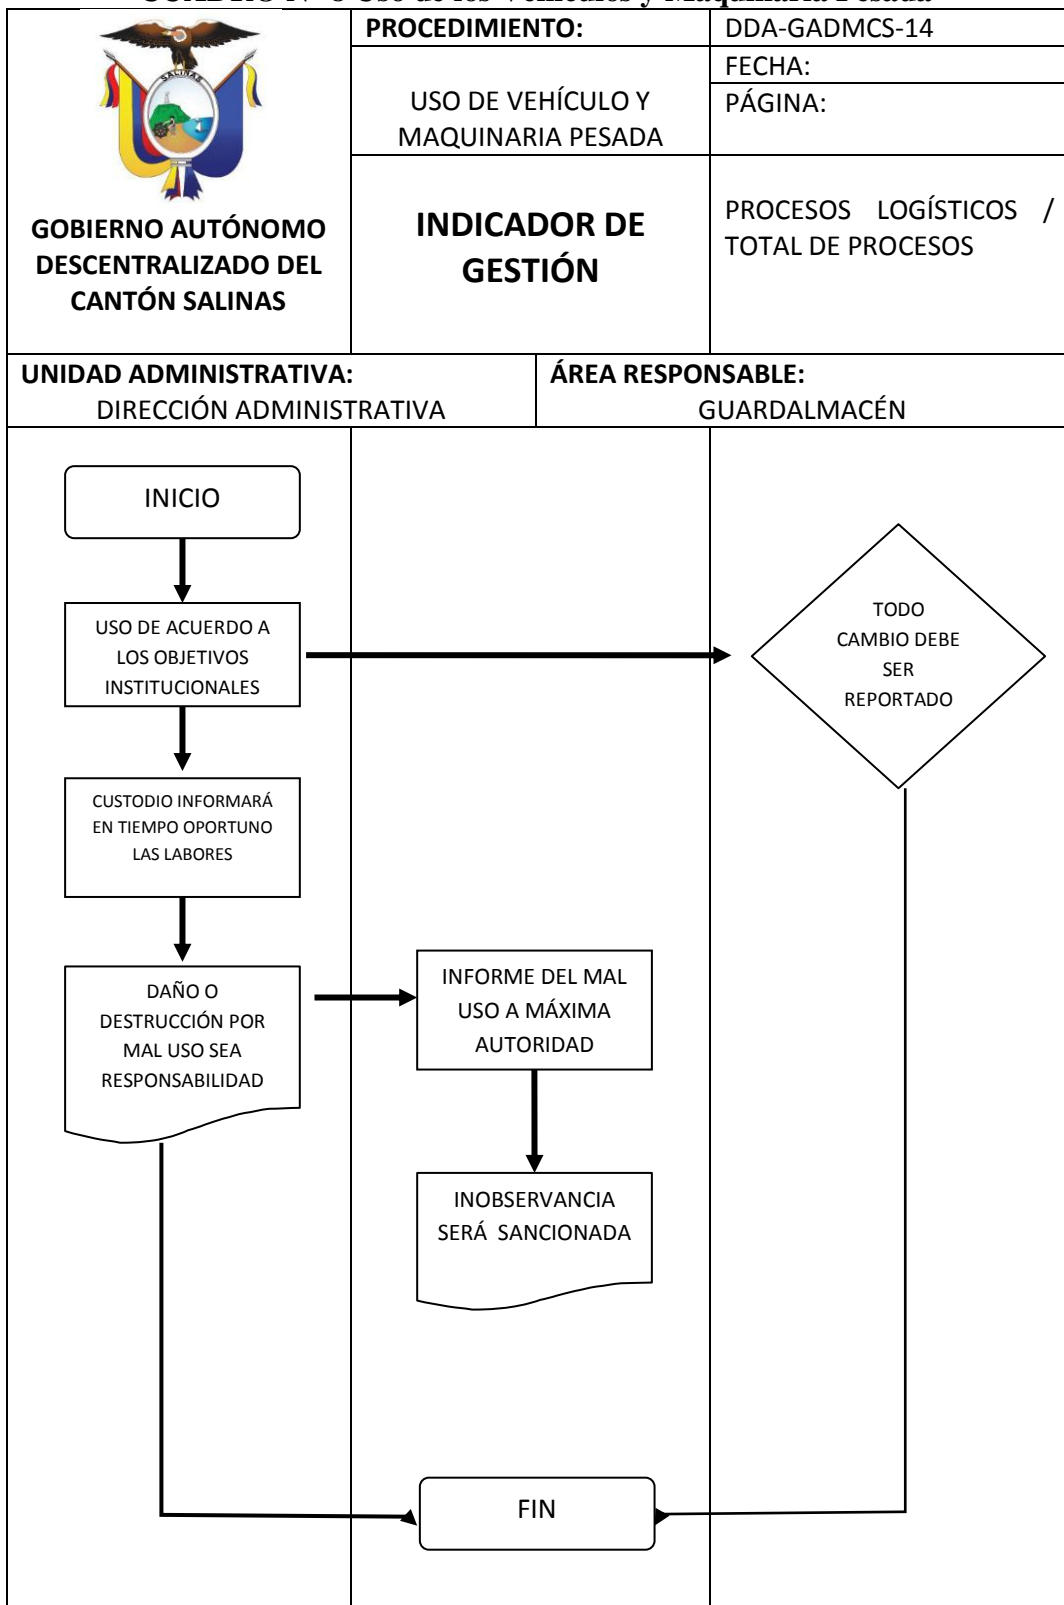 PROCEDIMIENTO:
DDA-GADMCS-14
FECHA:
PÁGINA:
USO DE VEHÍCULO Y
MAQUINARIA PESADA
SALINAS
GOBIERNO AUTÓNOMO
DESCENTRALIZADO DEL
CANTÓN SALINAS
INDICADOR DE
GESTIÓN
PROCESOS LOGÍSTICOS /
TOTAL DE PROCESOS
UNIDAD ADMINISTRATIVA:
DIRECCIÓN ADMINISTRATIVA
ÁREA RESPONSABLE:
GUARDALMACÉN
INICIO
USO DE ACUERDO A
LOS OBJETIVOS
INSTITUCIONALES
TODO
CAMBIO DEBE
SER
REPORTADO
CUSTODIO INFORMARÁ
EN TIEMPO OPORTUNO
LAS LABORES
DAÑO O
DESTRUCCIÓN POR
MAL USO SEA
RESPONSABILIDAD
INFORME DEL MAL
USO A MÁXIMA
AUTORIDAD
INOBSERVANCIA
SERÁ SANCIONADA
FIN